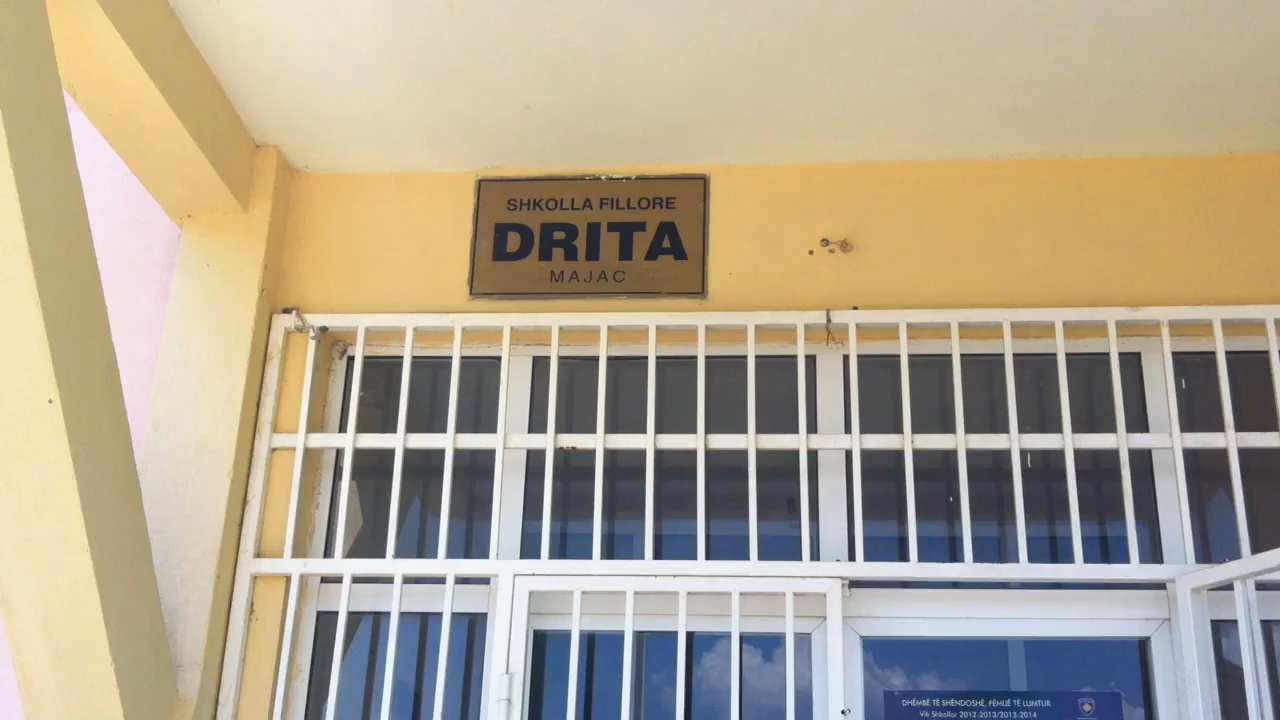 SHKOLLA FILLORE
DRITA
MAJAC
DHËMBË TË SHËNDOSHË, FËMIJË TË LUMTUR
Viti Shkollor 2012-2013/2013-2014